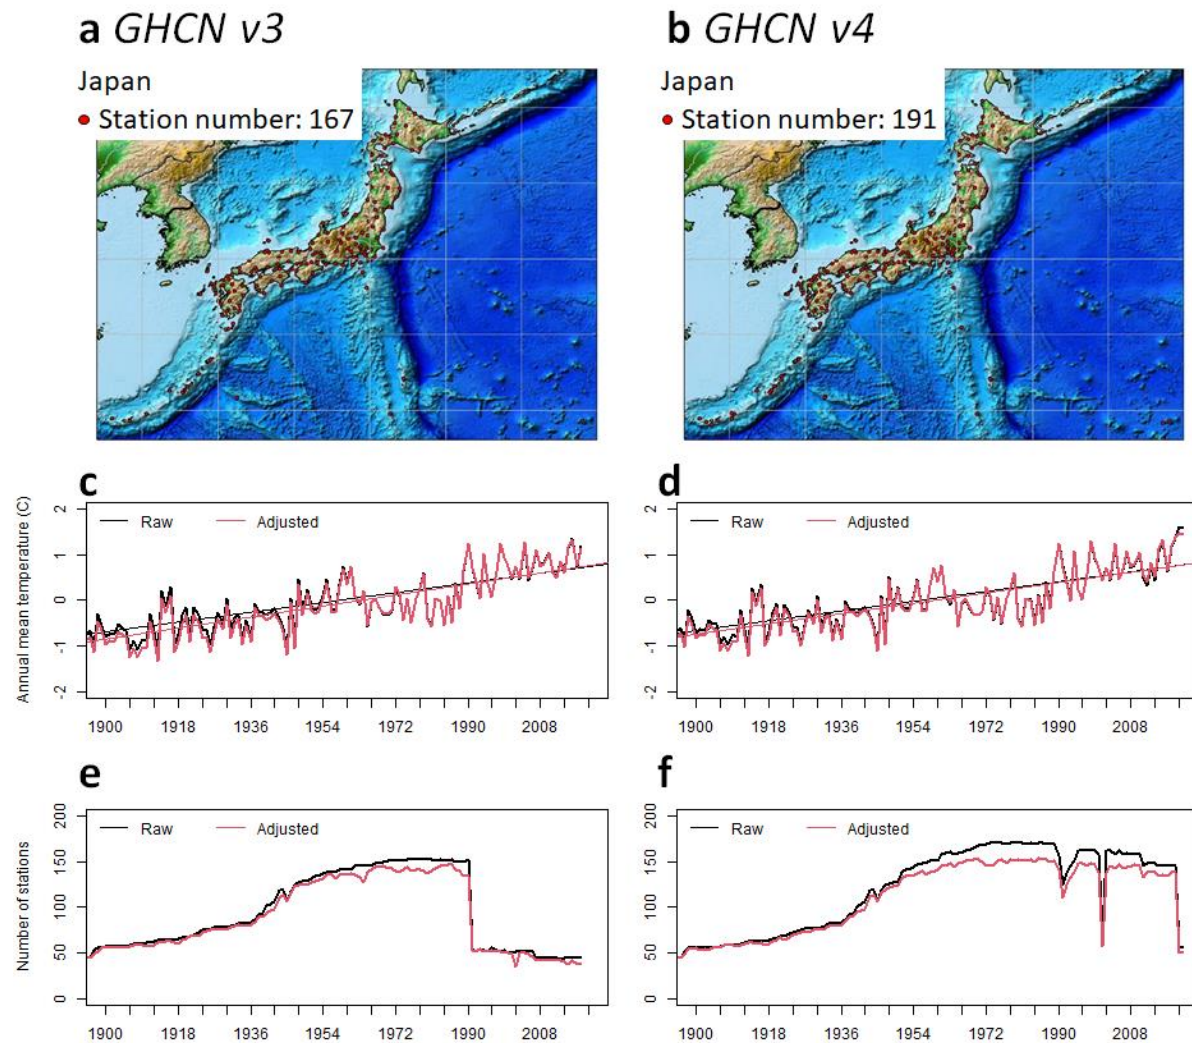 a GHCN v3
b GHCN v4
Japan
Station number: 167
Japan
Station number: 191
c
d
Annual mean temperature (C)
2
1
0
-1
-2
Raw
Adjusted
1900 1918 1936 1954 1972 1990 2008
2
1
0
-1
-2
Raw
Adjusted
1900 1918 1936 1954 1972 1990 2008
e
f
Number of stations
200
150
100
50
0
Raw
Adjusted
1900 1918 1936 1954 1972 1990 2008
200
150
100
50
0
Raw
Adjusted
1900 1918 1936 1954 1972 1990 2008